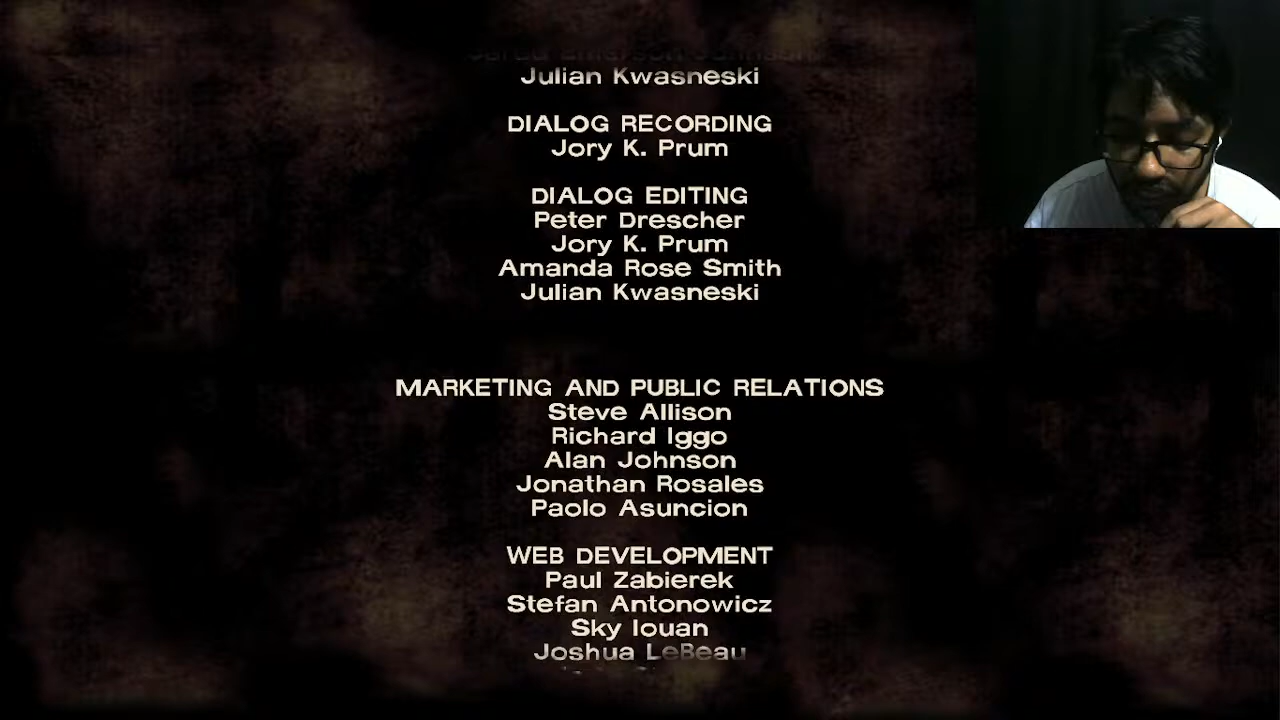 Julian Kwasneski
DIALOG RECORDING
Jory K. Prum
DIALOG EDITING
Peter Drescher
Jory K. Prum
Amanda Rose Smith
Julian Kwasneski
MARKETING AND PUBLIC RELATIONS
Steve Allison
Richard Iggo
Alan Johnson
Jonathan Rosales
Paolo Asuncion
WEB DEVELOPMENT
Paul Zabierek
Stefan Antonowicz
Sky Iouan
Joshua LeBeau